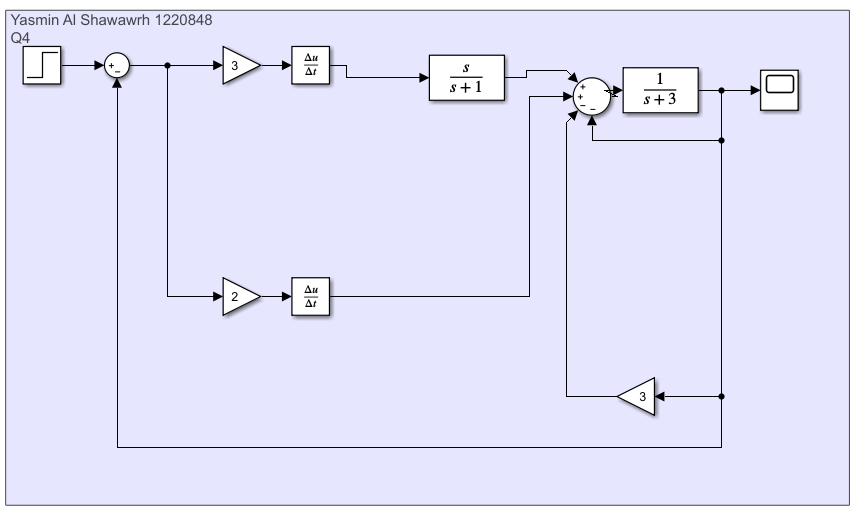 Yasmin Al Shawawrh 1220848
Q4
+
−
3
Δu
Δt
s
s + 1
+
+
−
−
1
s + 3
2
Δu
Δt
3